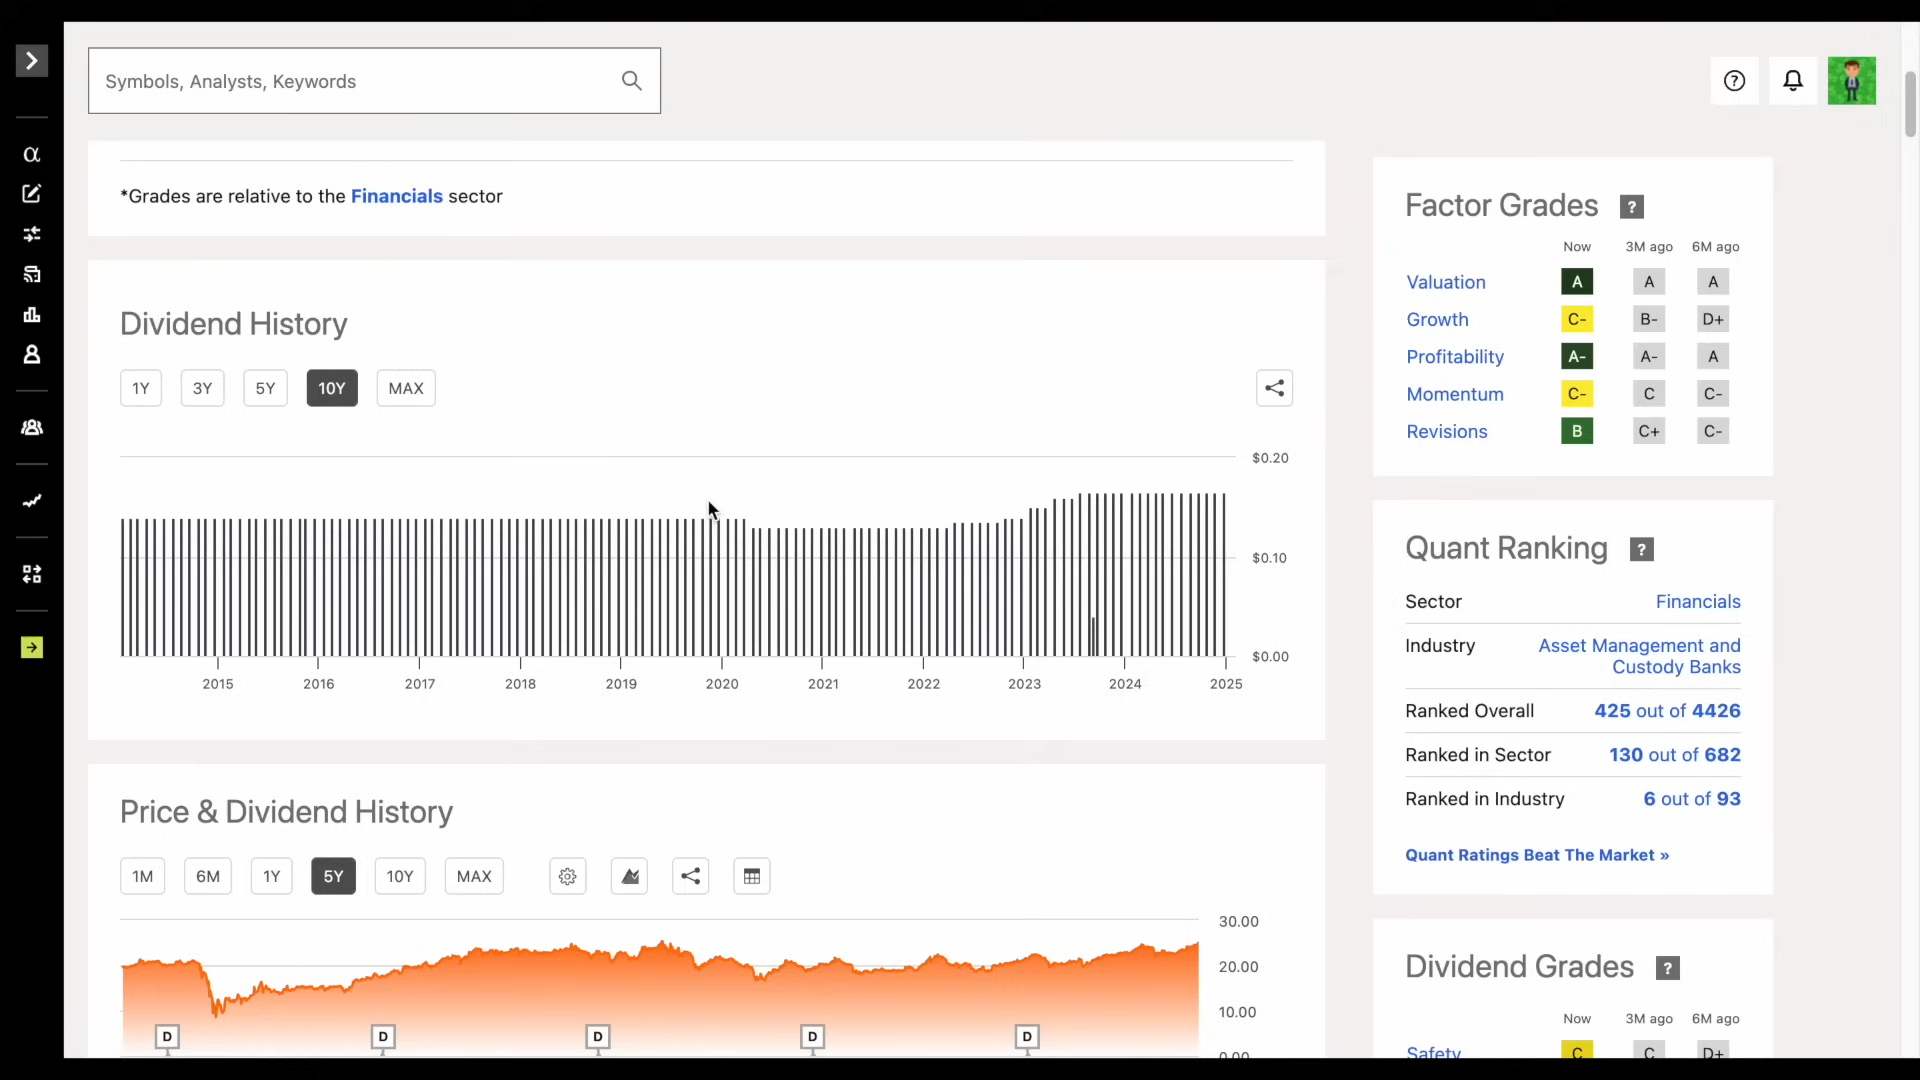 Symbols, Analysts, Keywords
?
α
*Grades are relative to the Financials sector
Dividend History
1Y 3Y 5Y 10Y MAX
$0.20
$0.10
$0.00
2015 2016 2017 2018 2019 2020 2021 2022 2023 2024 2025
Price & Dividend History
1M 6M 1Y 5Y 10Y MAX
30.00
20.00
10.00
0.00
D D D D D
Factor Grades ?
Now 3M ago 6M ago
Valuation A A A
Growth C- B- D+
Profitability A- A- A
Momentum C- C C-
Revisions B C+ C-
Quant Ranking ?
Sector Financials
Industry Asset Management and
Custody Banks
Ranked Overall 425 out of 4426
Ranked in Sector 130 out of 682
Ranked in Industry 6 out of 93
Quant Ratings Beat The Market »
Dividend Grades ?
Now 3M ago 6M ago
Safety C C D+